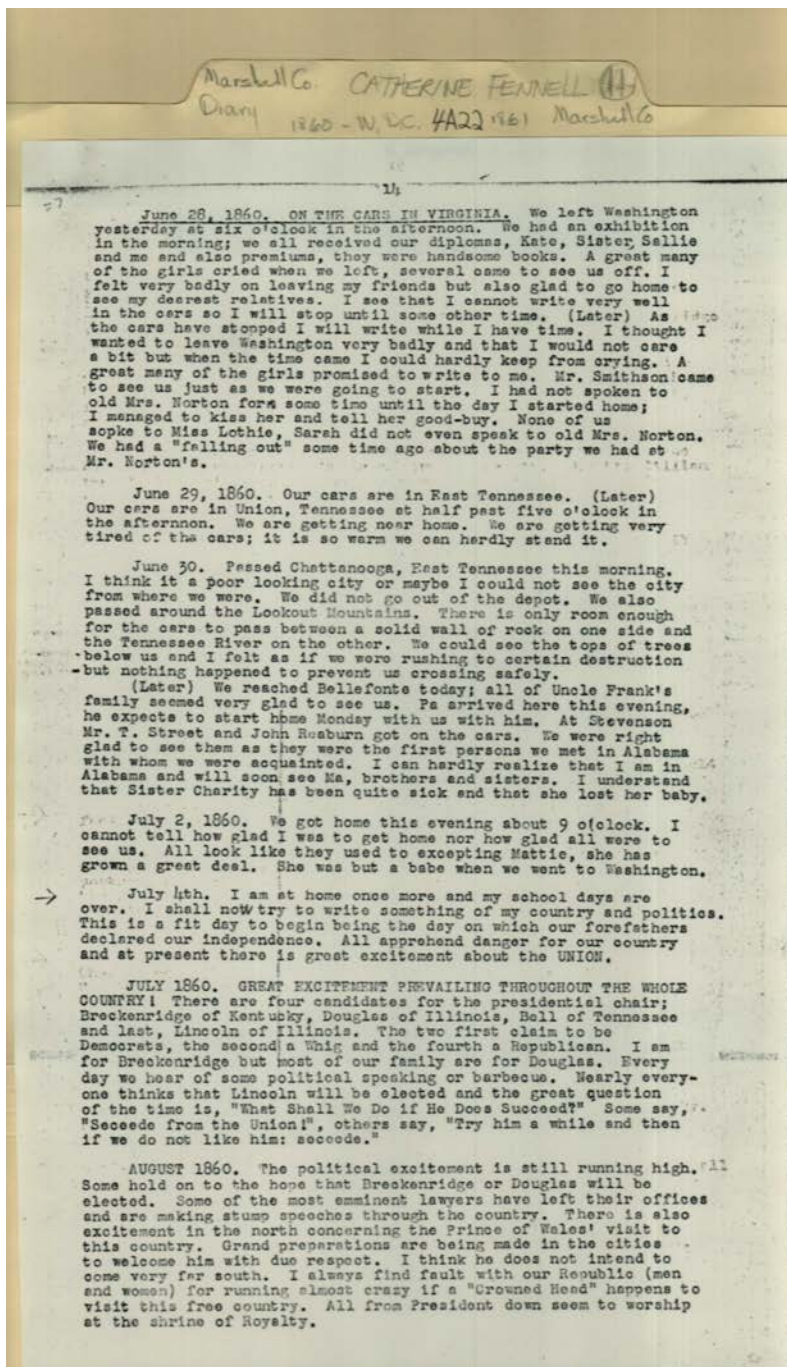 Marshall Co. CATHERINE FENNELL 11
Diary 1860 - W, D.C. 4A22 1861 Marshall Co
14
June 28, 1860. ON THE CARS IN VIRGINIA. We left Washington
yesterday at six o'clock in the afternoon. We had an exhibition
in the morning; we all received our diplomas, Kate, Sister, Sallie
and me and also premiums, they were handsome books. A great many
of the girls cried when we left, several came to see us off. I
felt very badly on leaving my friends but also glad to go home to
see my dearest relatives. I see that I cannot write very well
in the cars so I will stop until some other time. (Later) As
the cars have stopped I will write while I have time. I thought I
wanted to leave Washington very badly and that I would not care
a bit but when the time came I could hardly keep from crying. A
great many of the girls promised to write to me. Mr. Smithson came
to see us just as we were going to start. I had not spoken to
old Mrs. Norton form some time until the day I started home;
I managed to kiss her and tell her good-buy. None of us
sopke to Miss Lothie, Sarah did not even speak to old Mrs. Norton.
We had a "falling out" some time ago about the party we had at
Mr. Norton's.
June 29, 1860. Our cars are in East Tennessee. (Later)
Our cars are in Union, Tennessee at half past five o'clock in
the afternnon. We are getting near home. We are getting very
tired of the cars; it is so warm we can hardly stend it.
June 30. Passed Chattanooga, East Tennessee this morning.
I think it a poor looking city or maybe I could not see the city
from where we were. We did not go out of the depot. We also
passed around the Lookout Mountains. There is only room enough
for the cars to pass between a solid wall of rock on one side and
the Tennessee River on the other. We could see the tops of trees
below us and I felt as if we were rushing to certain destruction
but nothing happened to prevent us crossing safely.
(Later) We reached Bellefonte today; all of Uncle Frank's
family seemed very glad to see us. Pa arrived here this evening,
he expects to start home Monday with us with him. At Stevenson
Mr. T. Street and John Reaburn got on the cars. We were right
glad to see them as they were the first persons we met in Alabama
with whom we were acquainted. I can hardly realize that I am in
Alabama and will soon see Ma, brothers and sisters. I understand
that Sister Charity has been quite sick and that she lost her baby.
July 2, 1860. We got home this evening about 9 o'clock. I
cannot tell how glad I was to get home nor how glad all were to
see us. All look like they used to excepting Mattie, she has
grown a great deal. She was but a babe when we went to Washington.
July 4th. I am at home once more and my school days are
over. I shall now try to write something of my country and politics.
This is a fit day to begin being the day on which our forefathers
declared our independence. All apprehend danger for our country
and at present there is great excitement about the UNION.
JULY 1860. GREAT EXCITEMENT PREVAILING THROUGHOUT THE WHOLE
COUNTRY! There are four candidates for the presidential chair;
Breckenridge of Kentucky, Douglas of Illinois, Bell of Tennessee
and last, Lincoln of Illinois. The two first claim to be
Democrats, the second a Whig and the fourth a Republican. I am
for Breckenridge but most of our family are for Douglas. Every
day we hear of some political speaking or barbecue. Nearly every-
one thinks that Lincoln will be elected and the great question
of the time is, "What Shall We Do if He Does Succeed?" Some say,
"Seceede from the Union!", others say, "Try him a while and then
if we do not like him: seceede."
AUGUST 1860. The political excitement is still running high.
Some hold on to the hope that Breckenridge or Douglas will be
elected. Some of the most emminent lawyers have left their offices
and are making stump speeches through the country. There is also
excitement in the north concerning the Prince of Wales' visit to
this country. Grand preparations are being made in the cities
to welcome him with due respect. I think he does not intend to
come very far south. I always find fault with our Republic (men
and women) for running almost crazy if a "Crowned Head" happens to
visit this free country. All from President down seem to worship
at the shrine of Royalty.